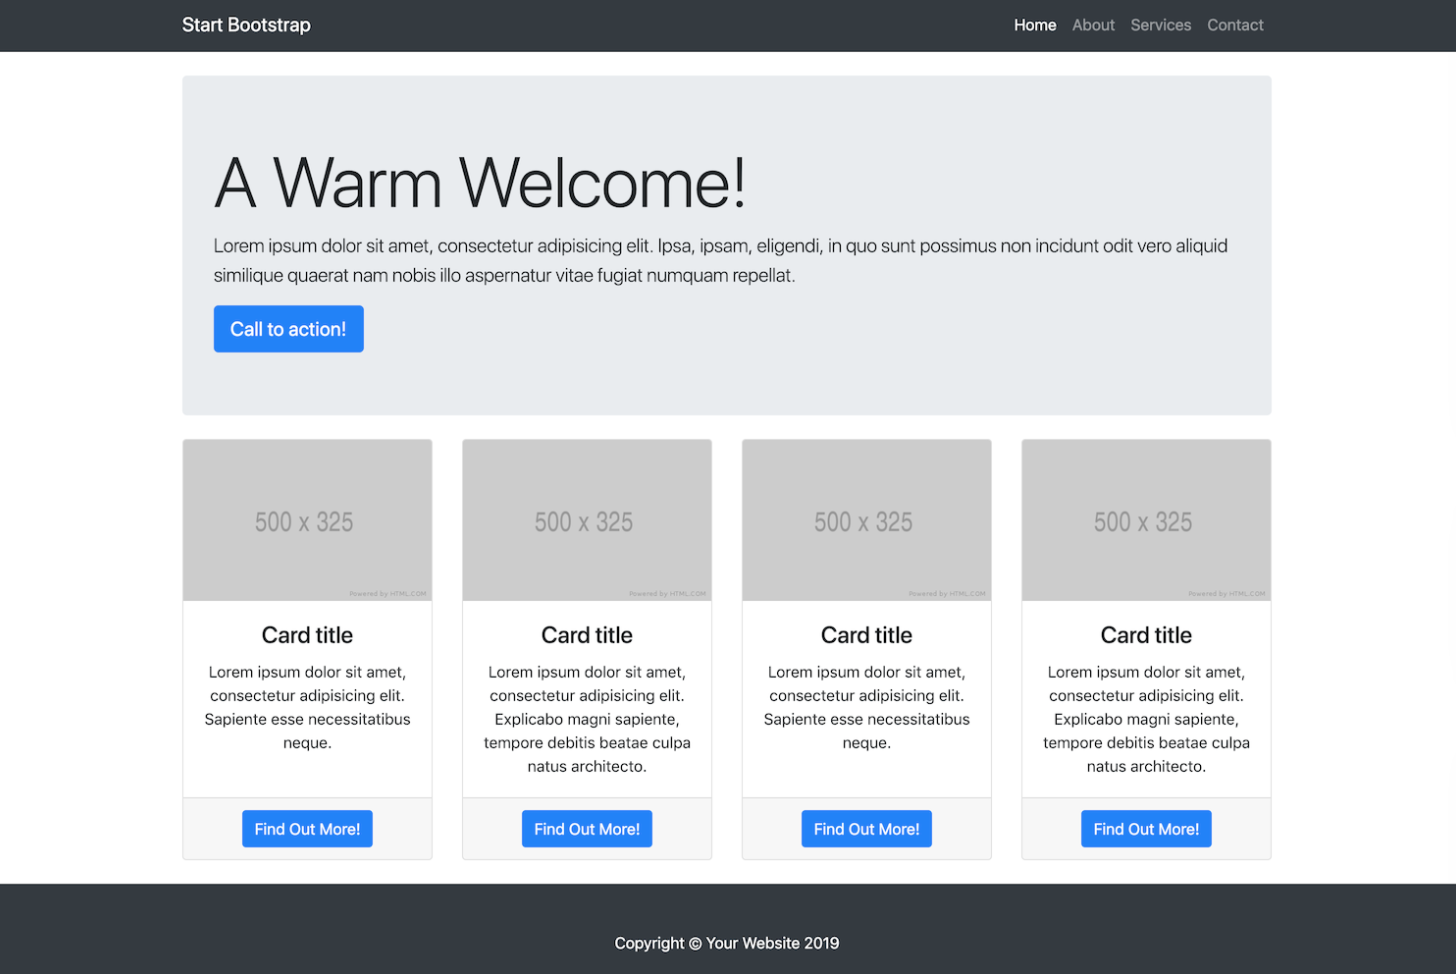 Start Bootstrap
Home About Services Contact
A Warm Welcome!
Lorem ipsum dolor sit amet, consectetur adipisicing elit. Ipsa, ipsam, eligendi, in quo sunt possimus non incidunt odit vero aliquid
similique quaerat nam nobis illo aspernatur vitae fugiat numquam repellat.
Call to action!
500 x 325
Powered by HTML.COM
Card title
Lorem ipsum dolor sit amet,
consectetur adipisicing elit.
Sapiente esse necessitatibus
neque.
Find Out More!
500 x 325
Powered by HTML.COM
Card title
Lorem ipsum dolor sit amet,
consectetur adipisicing elit.
Explicabo magni sapiente,
tempore debitis beatae culpa
natus architecto.
Find Out More!
500 x 325
Powered by HTML.COM
Card title
Lorem ipsum dolor sit amet,
consectetur adipisicing elit.
Sapiente esse necessitatibus
neque.
Find Out More!
500 x 325
Powered by HTML.COM
Card title
Lorem ipsum dolor sit amet,
consectetur adipisicing elit.
Explicabo magni sapiente,
tempore debitis beatae culpa
natus architecto.
Find Out More!
Copyright © Your Website 2019